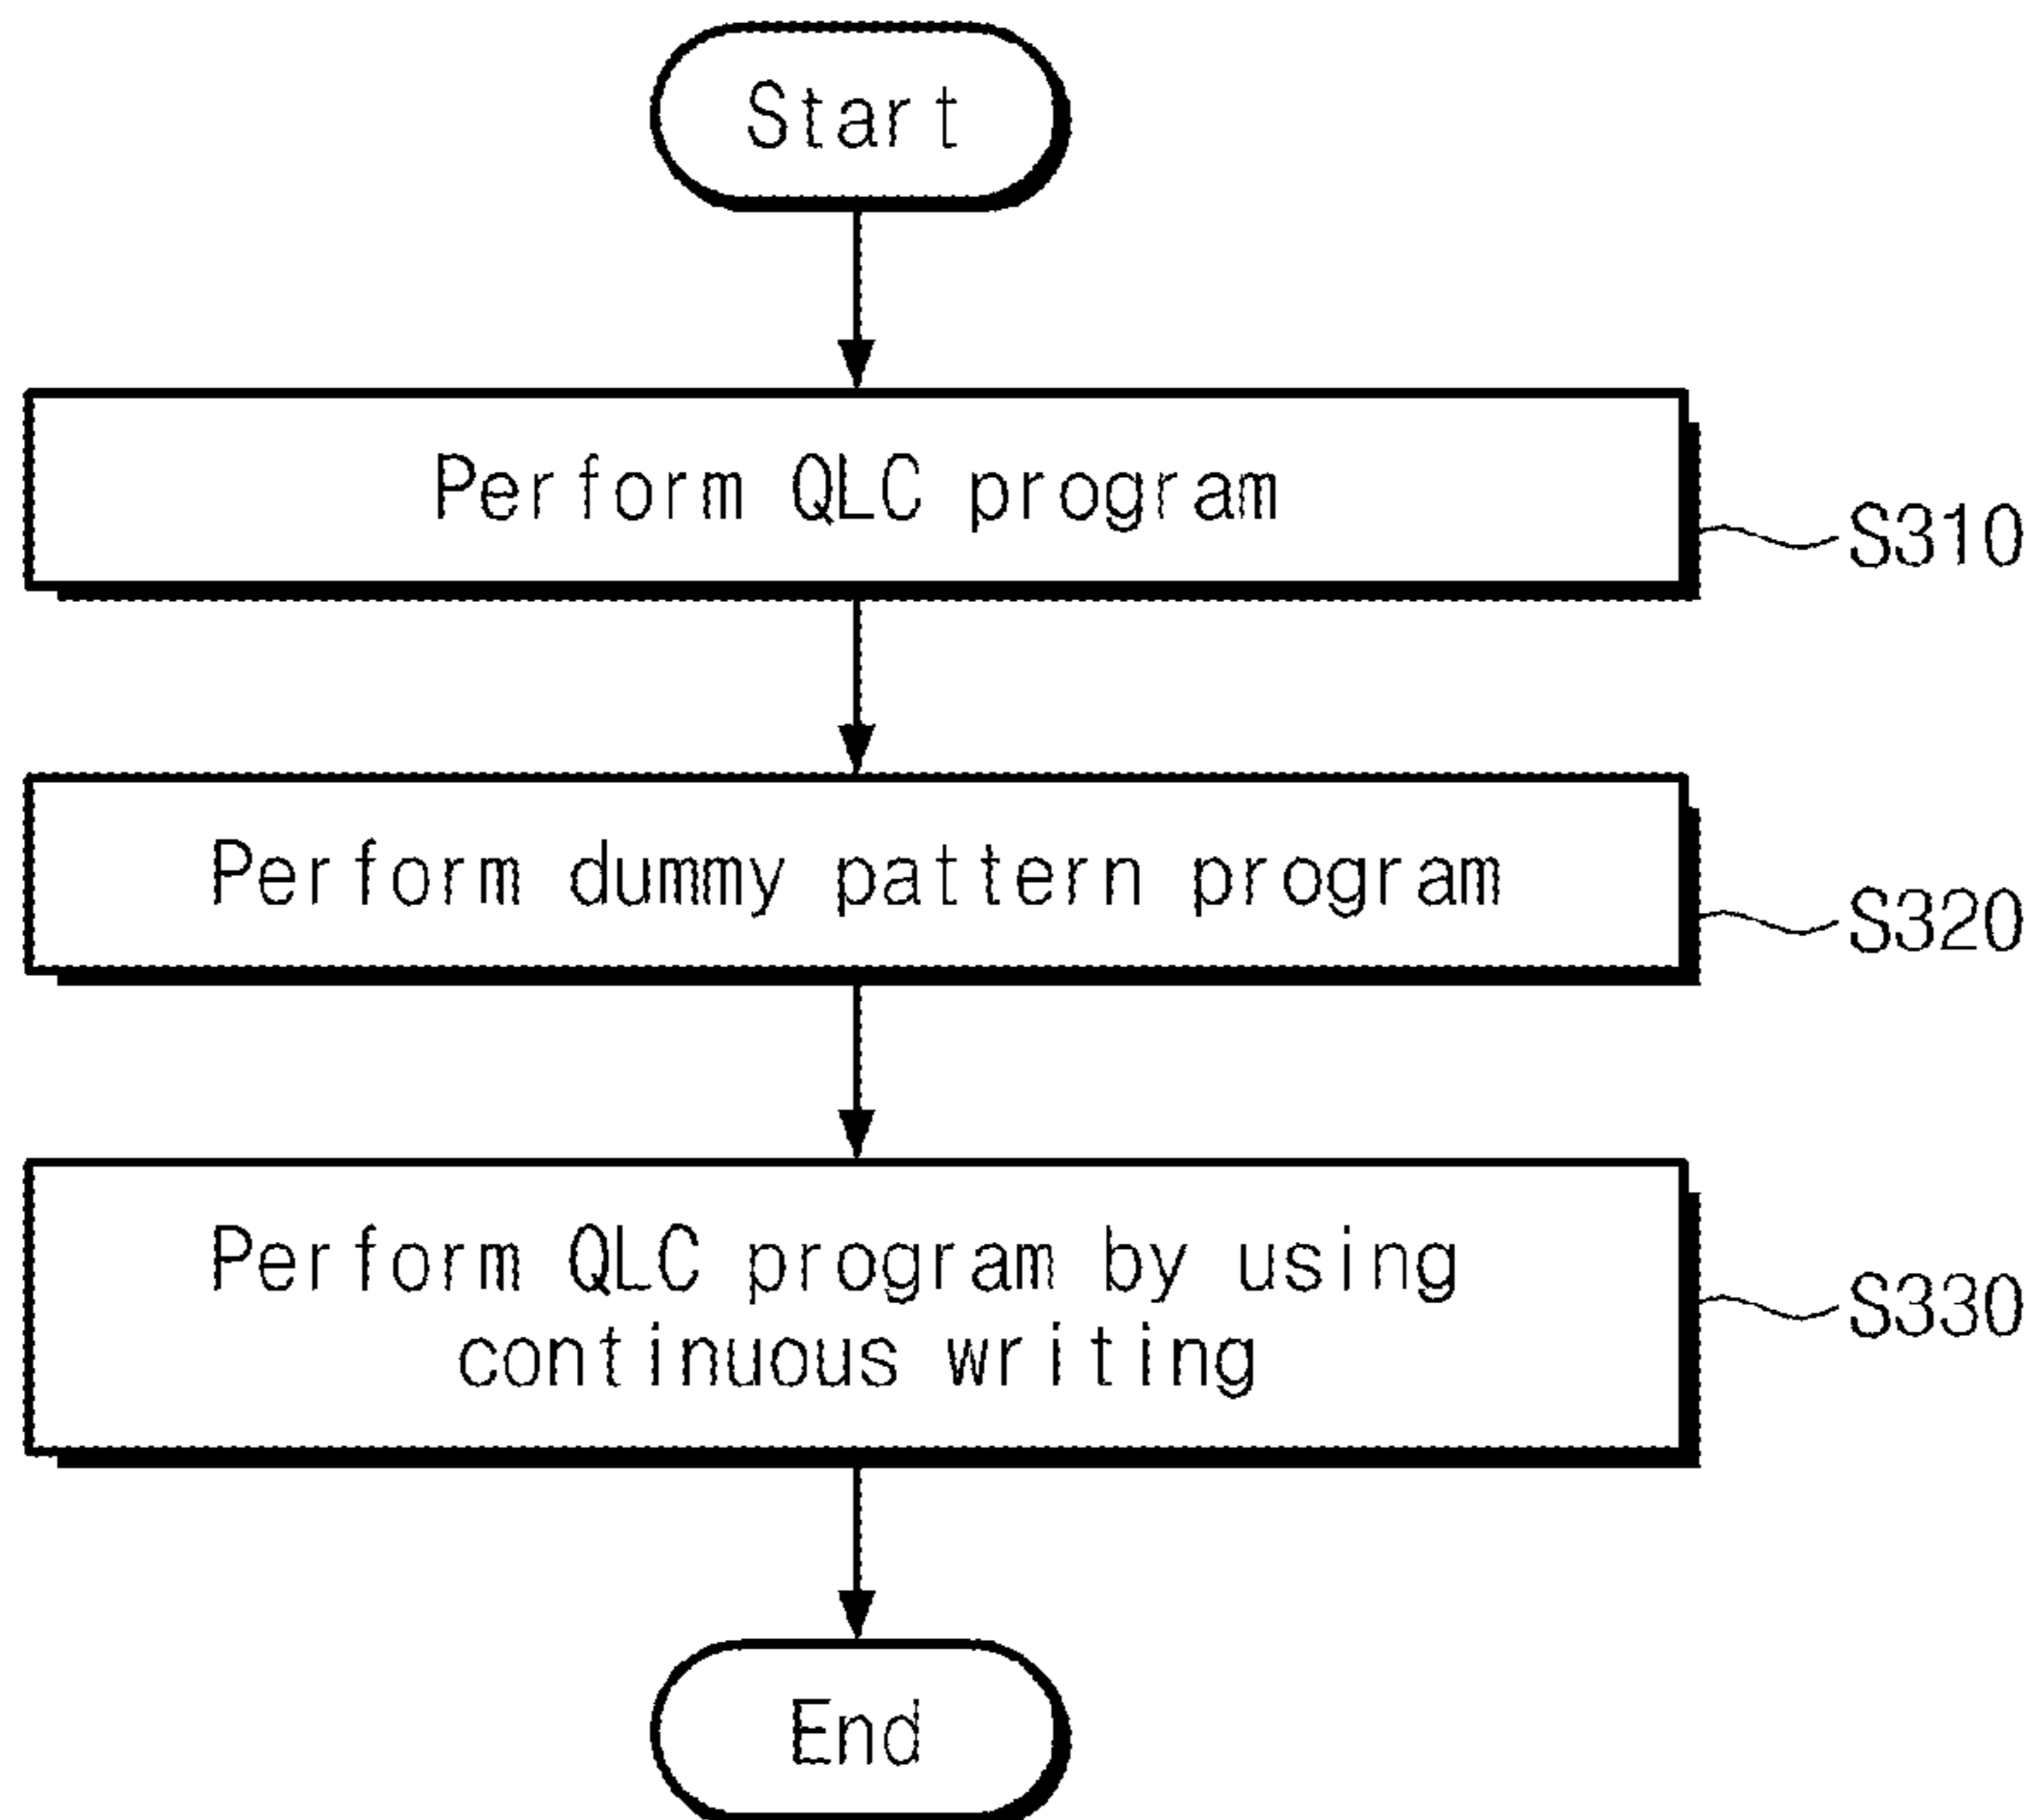 Start
Perform QLC program
S310
Perform dummy pattern program
S320
Perform QLC program by using
continuous writing
S330
End